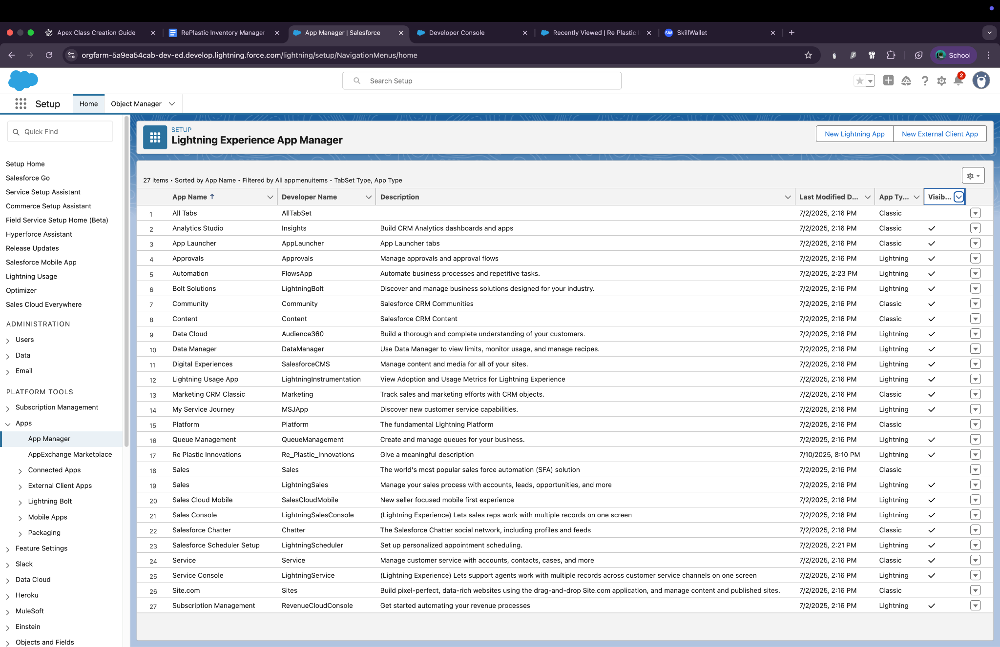 Apex Class Creation Guide
RePlastic Inventory Manager
App Manager | Salesforce
Developer Console
Recently Viewed | Re Plastic
SW SkillWallet
orgfarm-5a9ea54cab-dev-ed.develop.lightning.force.com/lightning/setup/NavigationMenus/home
School
Search Setup
2
Setup
Home
Object Manager
Quick Find
Setup Home
Salesforce Go
Service Setup Assistant
Commerce Setup Assistant
Field Service Setup Home (Beta)
Hyperforce Assistant
Release Updates
Salesforce Mobile App
Lightning Usage
Optimizer
Sales Cloud Everywhere
ADMINISTRATION
Users
Data
Email
PLATFORM TOOLS
Subscription Management
Apps
App Manager
AppExchange Marketplace
Connected Apps
External Client Apps
Lightning Bolt
Mobile Apps
Packaging
Feature Settings
Slack
Data Cloud
Heroku
MuleSoft
Einstein
Objects and Fields
SETUP
Lightning Experience App Manager
New Lightning App
New External Client App
27 items • Sorted by App Name • Filtered by All appmenuitems - TabSet Type, App Type
App Name ↑ Developer Name Description Last Modified D... App Ty... Visib...
1 All Tabs AllTabSet 7/2/2025, 2:16 PM Classic
2 Analytics Studio Insights Build CRM Analytics dashboards and apps 7/2/2025, 2:16 PM Classic
3 App Launcher AppLauncher App Launcher tabs 7/2/2025, 2:16 PM Classic
4 Approvals Approvals Manage approvals and approval flows 7/2/2025, 2:16 PM Lightning
5 Automation FlowsApp Automate business processes and repetitive tasks. 7/2/2025, 2:23 PM Lightning
6 Bolt Solutions LightningBolt Discover and manage business solutions designed for your industry. 7/2/2025, 2:16 PM Lightning
7 Community Community Salesforce CRM Communities 7/2/2025, 2:16 PM Classic
8 Content Content Salesforce CRM Content 7/2/2025, 2:16 PM Classic
9 Data Cloud Audience360 Build a thorough and complete understanding of your customers. 7/2/2025, 2:16 PM Lightning
10 Data Manager DataManager Use Data Manager to view limits, monitor usage, and manage recipes. 7/2/2025, 2:16 PM Lightning
11 Digital Experiences SalesforceCMS Manage content and media for all of your sites. 7/2/2025, 2:16 PM Lightning
12 Lightning Usage App LightningInstrumentation View Adoption and Usage Metrics for Lightning Experience 7/2/2025, 2:16 PM Lightning
13 Marketing CRM Classic Marketing Track sales and marketing efforts with CRM objects. 7/2/2025, 2:16 PM Classic
14 My Service Journey MSJApp Discover new customer service capabilities. 7/2/2025, 2:16 PM Lightning
15 Platform Platform The fundamental Lightning Platform 7/2/2025, 2:16 PM Classic
16 Queue Management QueueManagement Create and manage queues for your business. 7/2/2025, 2:16 PM Lightning
17 Re Plastic Innovations Re_Plastic_Innovations Give a meaningful description 7/10/2025, 8:10 PM Lightning
18 Sales Sales The world's most popular sales force automation (SFA) solution 7/2/2025, 2:16 PM Classic
19 Sales LightningSales Manage your sales process with accounts, leads, opportunities, and more 7/2/2025, 2:16 PM Lightning
20 Sales Cloud Mobile SalesCloudMobile New seller focused mobile first experience 7/2/2025, 2:16 PM Lightning
21 Sales Console LightningSalesConsole (Lightning Experience) Lets sales reps work with multiple records on one screen 7/2/2025, 2:16 PM Lightning
22 Salesforce Chatter Chatter The Salesforce Chatter social network, including profiles and feeds 7/2/2025, 2:16 PM Classic
23 Salesforce Scheduler Setup LightningScheduler Set up personalized appointment scheduling. 7/2/2025, 2:21 PM Lightning
24 Service Service Manage customer service with accounts, contacts, cases, and more 7/2/2025, 2:16 PM Classic
25 Service Console LightningService (Lightning Experience) Lets support agents work with multiple records across customer service channels on one screen 7/2/2025, 2:16 PM Lightning
26 Site.com Sites Build pixel-perfect, data-rich websites using the drag-and-drop Site.com application, and manage content and published sites. 7/2/2025, 2:16 PM Classic
27 Subscription Management RevenueCloudConsole Get started automating your revenue processes 7/2/2025, 2:16 PM Lightning